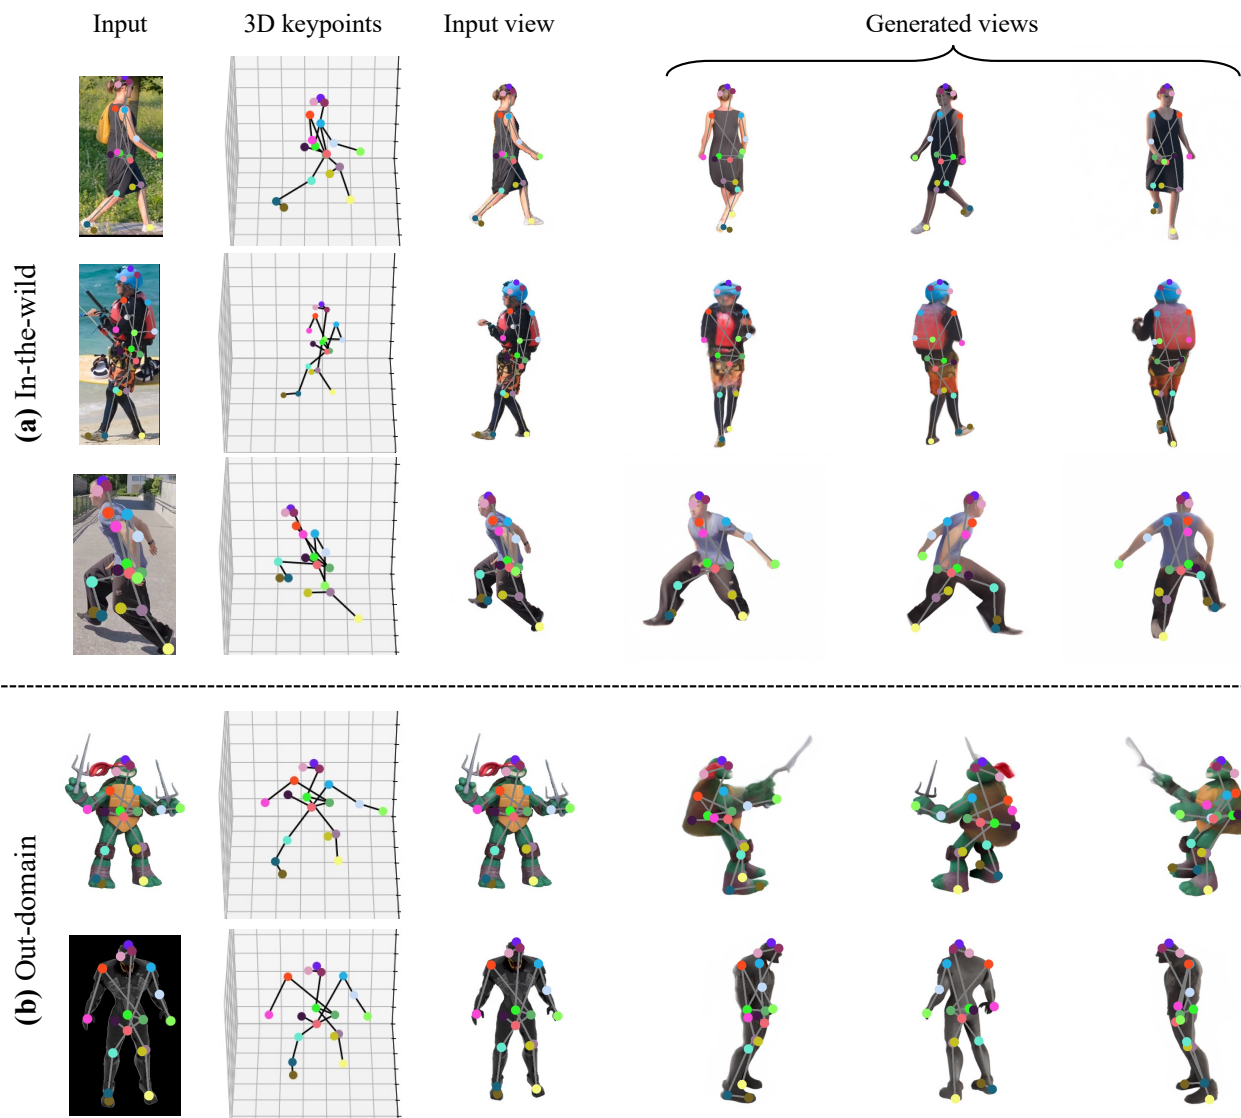 Input
3D keypoints
Input view
Generated views
(a) In-the-wild
(b) Out-domain